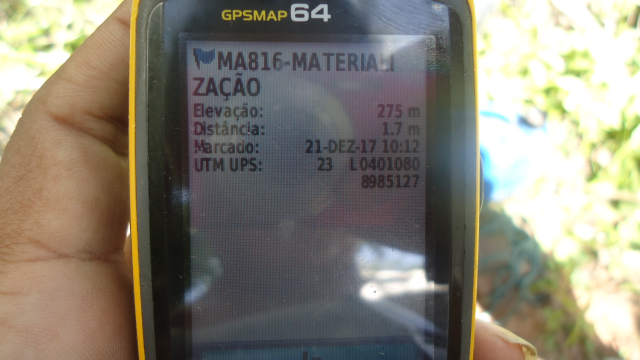 GPSMAP 64
MA816-MATERIALI
ZAÇÃO
Elevação: 275 m
Distância: 1.7 m
Marcado: 21-DEZ-17 10:12
UTM UPS: 23 L 0401080
8985127